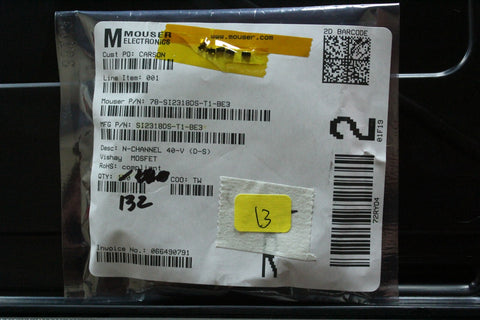 M MOUSER
ELECTRONICS
www.mouser.com
2D BARCODE
Cust PO: CARSON
Line Item: 001
Mouser P/N: 78-SI2318DS-T1-BE3
MFG P/N: SI2318DS-T1-BE3
Desc: N-CHANNEL 40-V (D-S)
Vishay MOSFET
RoHS: compliant
QTY:
COO: TW
132
13
Invoice No.: 066490791
2
01F13
72RY04